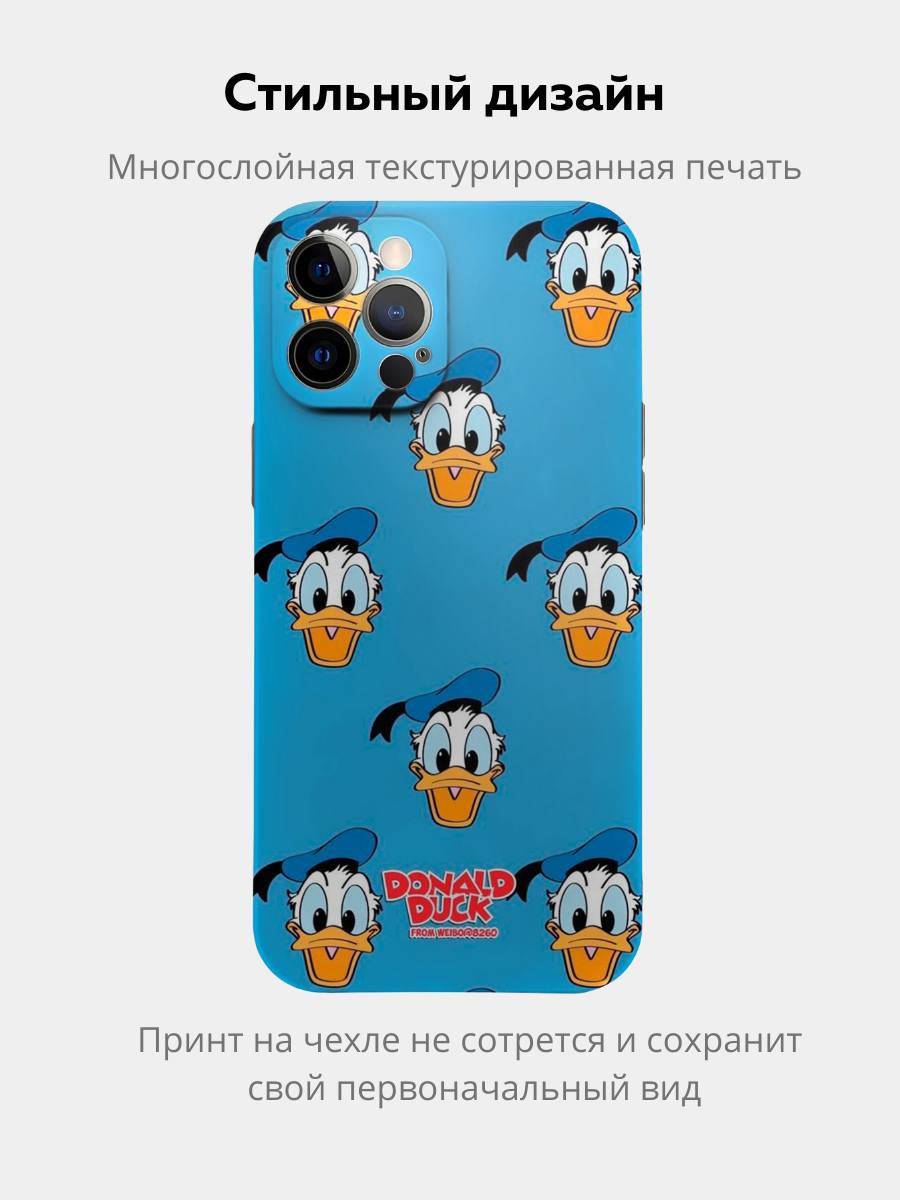 Стильный дизайн
Многослойная текстурированная печать
DONALD
DUCK
FROM WEIBO@8260
Принт на чехле не сотрется и сохранит
свой первоначальный вид